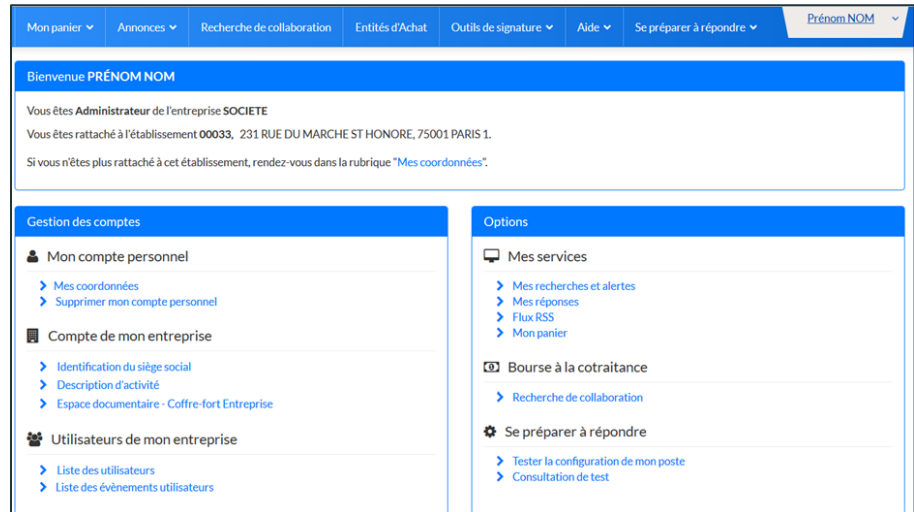 Mon panier Annonces Recherche de collaboration Entités d'Achat Outils de signature Aide Se préparer à répondre Prénom NOM
Bienvenue PRÉNOM NOM
Vous êtes Administrateur de l'entreprise SOCIETE
Vous êtes rattaché à l'établissement 00033, 231 RUE DU MARCHE ST HONORE, 75001 PARIS 1.
Si vous n'êtes plus rattaché à cet établissement, rendez-vous dans la rubrique "Mes coordonnées".
Gestion des comptes
Mon compte personnel
Mes coordonnées
Supprimer mon compte personnel
Compte de mon entreprise
Identification du siège social
Description d'activité
Espace documentaire - Coffre-fort Entreprise
Utilisateurs de mon entreprise
Liste des utilisateurs
Liste des évènements utilisateurs
Options
Mes services
Mes recherches et alertes
Mes réponses
Flux RSS
Mon panier
Bourse à la cotraitance
Recherche de collaboration
Se préparer à répondre
Tester la configuration de mon poste
Consultation de test